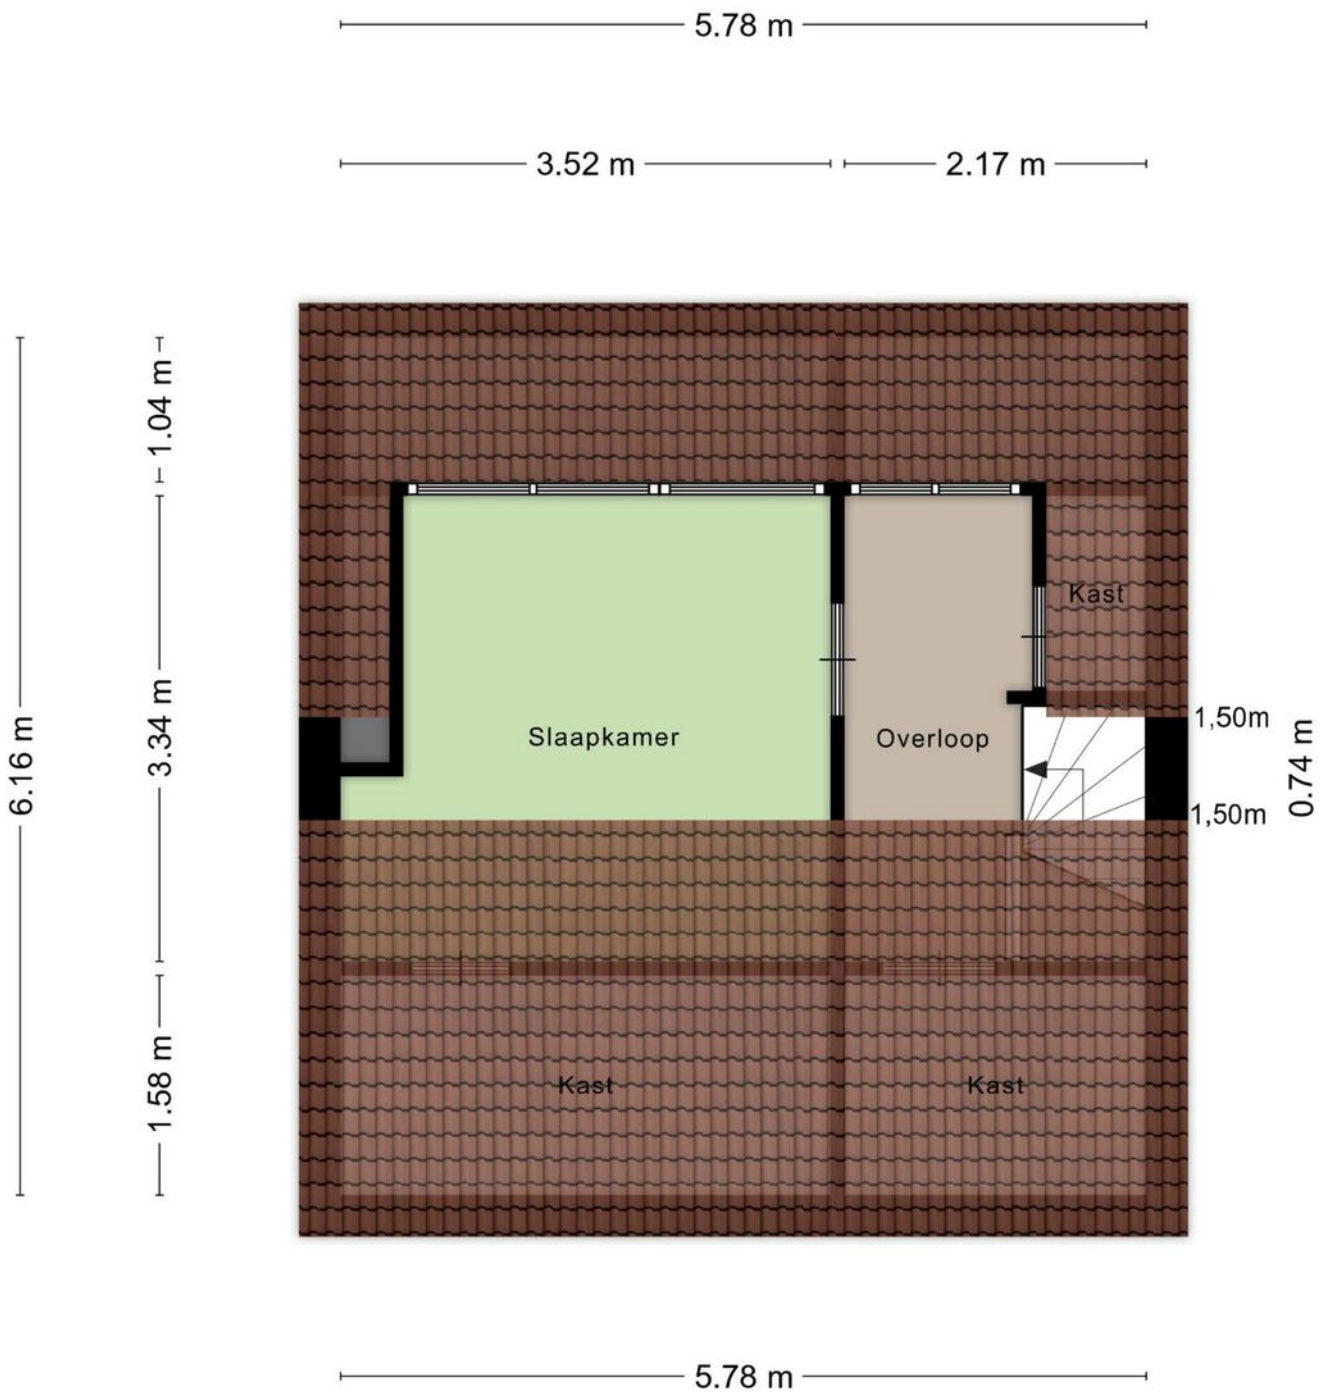 5.78 m
3.52 m
2.17 m
1.04 m
Kast
3.34 m
6.16 m
Slaapkamer
Overloop
1,50m
0.74 m
1,50m
1.58 m
Kast
Kast
5.78 m